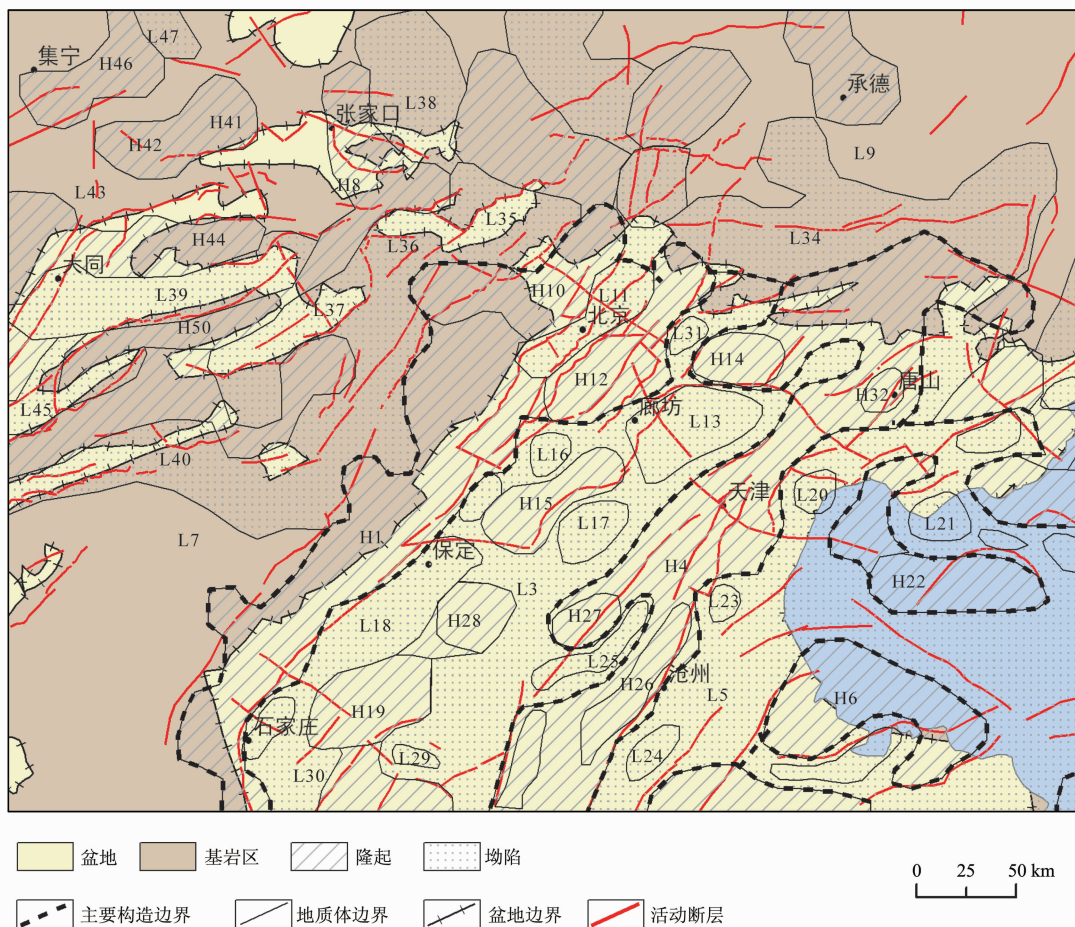 L47
集宁
H46
承德
L38
H41
张家口
H42
L9
H8
L43
L35
L34
H44
L36
大同
H10
L11
L39
L37
北京
H50
L31
H14
H12
唐山
H32
L45
廊坊
L13
L16
L40
天津
L20
H15
L17
L21
H1
L7
保定
H4
H22
L3
H27
L23
L18
H28
L25
沧州
H26
L5
H6
H19
石家庄
L29
L24
L30
盆地 基岩区 隆起 坳陷
0 25 50 km
主要构造边界 地质体边界 盆地边界 活动断层